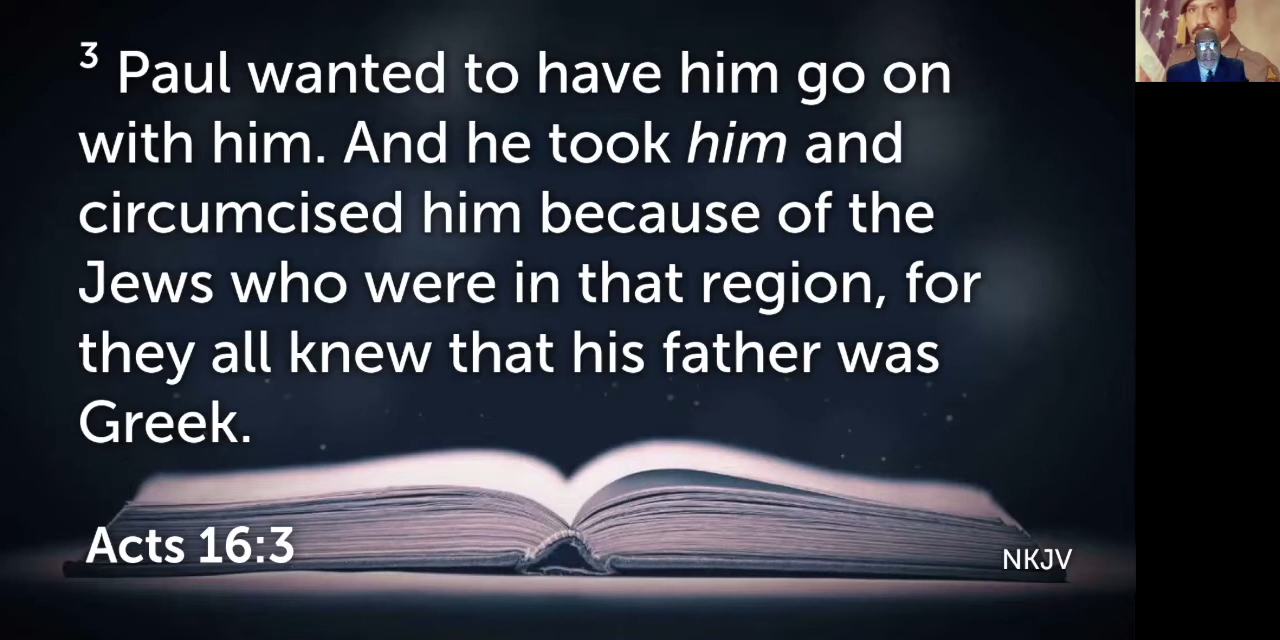 3 Paul wanted to have him go on
with him. And he took him and
circumcised him because of the
Jews who were in that region, for
they all knew that his father was
Greek.
Acts 16:3
NKJV